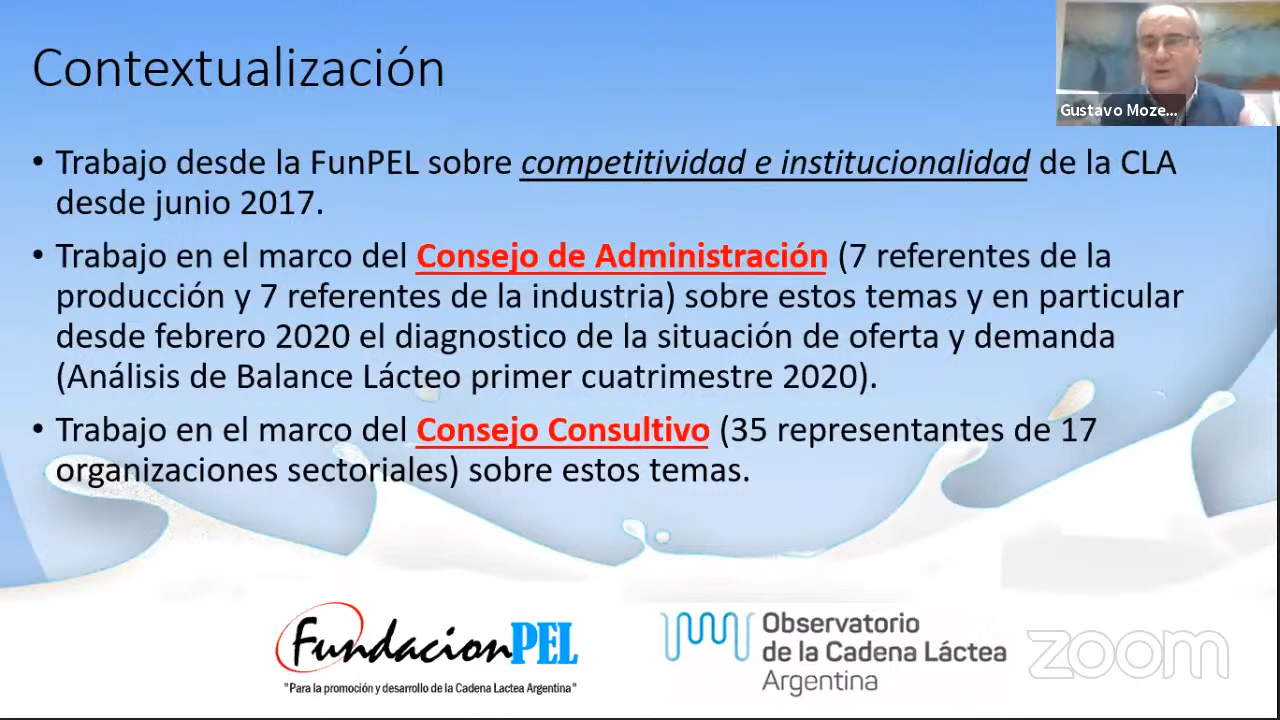 Contextualización
Gustavo Moze...
• Trabajo desde la FunPEL sobre competitividad e institucionalidad de la CLA
desde junio 2017.
• Trabajo en el marco del Consejo de Administración (7 referentes de la
producción y 7 referentes de la industria) sobre estos temas y en particular
desde febrero 2020 el diagnostico de la situación de oferta y demanda
(Análisis de Balance Lácteo primer cuatrimestre 2020).
• Trabajo en el marco del Consejo Consultivo (35 representantes de 17
organizaciones sectoriales) sobre estos temas.
FundacionPEL
"Para la promoción y desarrollo de la Cadena Lactea Argentina"
Observatorio
de la Cadena Láctea
Argentina
zoom